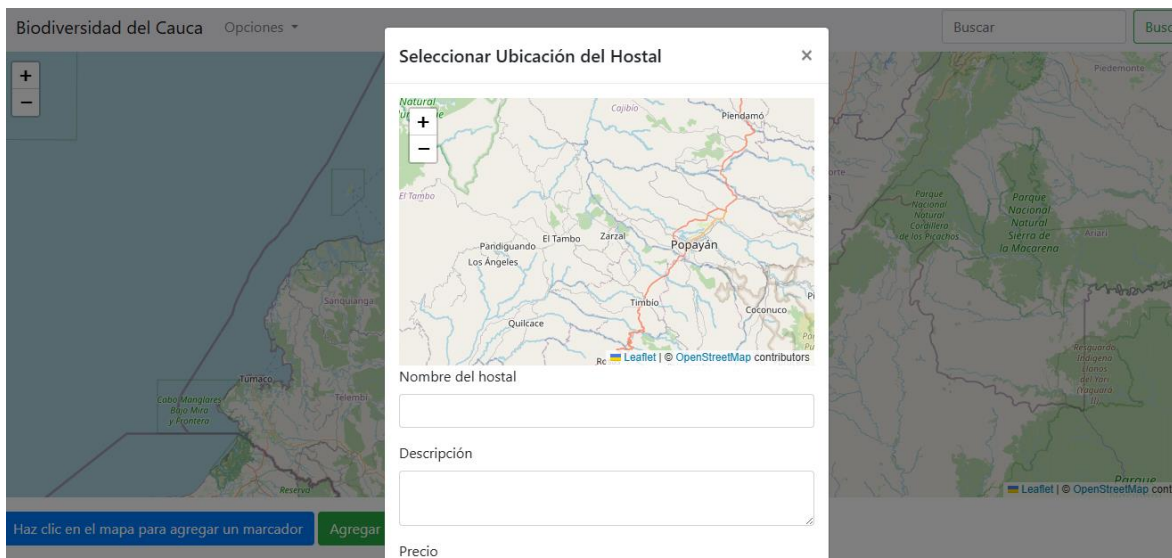 Biodiversidad del Cauca Opciones
Buscar
Seleccionar Ubicación del Hostal
×
+
−
+
−
Natural
Cajibío
Piendamó
El Tambo
Pandiguando
El Tambo
Zarzal
Popayán
Los Ángeles
Timbío
Coconuco
Quilcace
Leaflet | © OpenStreetMap contributors
Nombre del hostal
Descripción
Precio
Sanquianga
Tumaco
Telembí
Cabo Manglares
Bajo Mira
y Frontera
Reserva
Piedemonte
Parque
Nacional
Natural
Cordillera
de los Picachos
Parque
Nacional
Natural
Sierra de
la Macarena
Ariari
Resguardo
Indígena
Llanos
del Yarí
(Yaguará
II)
Parque
Leaflet | © OpenStreetMap cont
Haz clic en el mapa para agregar un marcador
Agregar